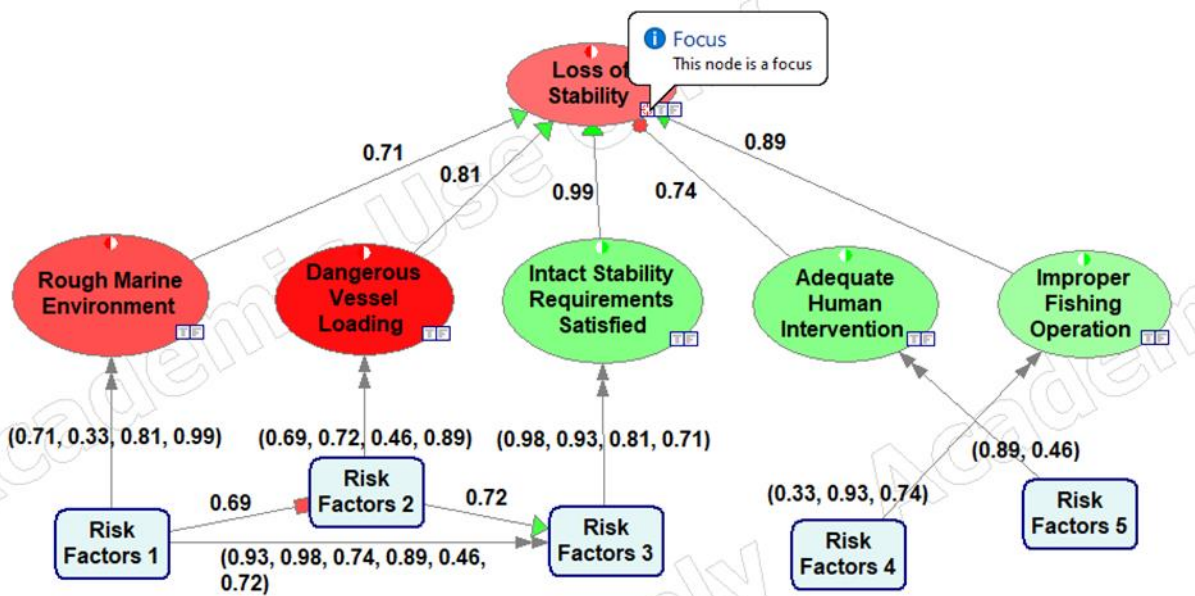 Focus
This node is a focus
Loss of
Stability
T F
0.71
0.81
0.99
0.74
0.89
Rough Marine
Environment
T F
Dangerous
Vessel
Loading
T F
Intact Stability
Requirements
Satisfied
T F
Adequate
Human
Intervention
T F
Improper
Fishing
Operation
T F
(0.71, 0.33, 0.81, 0.99)
(0.69, 0.72, 0.46, 0.89)
(0.98, 0.93, 0.81, 0.71)
(0.33, 0.93, 0.74)
(0.89, 0.46)
Risk
Factors 1
0.69
Risk
Factors 2
0.72
(0.93, 0.98, 0.74, 0.89, 0.46,
0.72)
Risk
Factors 3
Risk
Factors 4
Risk
Factors 5
Academic Use Only
Academ